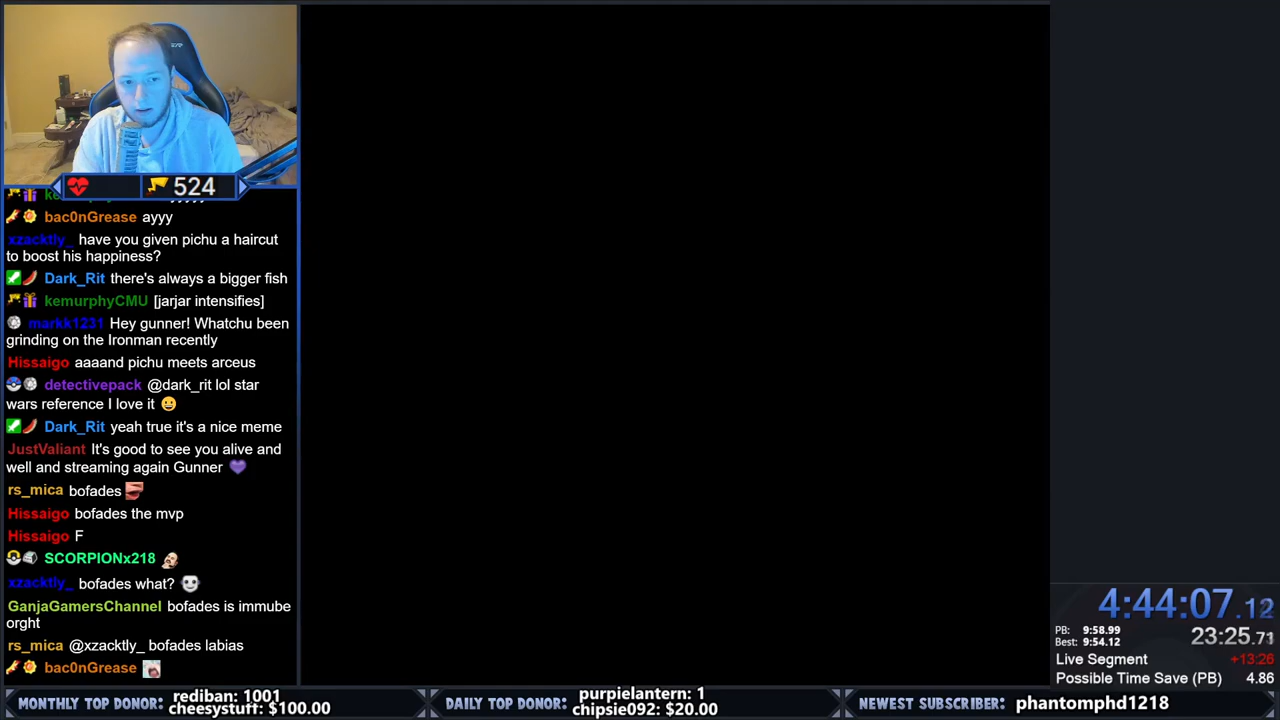 524
bac0nGrease ayyy
xzacktly_ have you given pichu a haircut
to boost his happiness?
Dark_Rit there's always a bigger fish
kemurphyCMU [jarjar intensifies]
markk1231 Hey gunner! Whatchu been
grinding on the Ironman recently
Hissaigo aaaand pichu meets arceus
detectivepack @dark_rit lol star
wars reference I love it
Dark_Rit yeah true it's a nice meme
JustValiant It's good to see you alive and
well and streaming again Gunner
rs_mica bofades
Hissaigo bofades the mvp
Hissaigo F
SCORPIONx218
xzacktly_ bofades what?
GanjaGamersChannel bofades is immube
orght
rs_mica @xzacktly_ bofades labias
bac0nGrease
4:44:07.12
PB: 9:58.99
Best: 9:54.12
23:25.71
Live Segment +13:26
Possible Time Save (PB) 4.86
MONTHLY TOP DONOR: rediban: 1001
cheesystuff: $100.00
DAILY TOP DONOR: purpielantern: 1
chipsie092: $20.00
NEWEST SUBSCRIBER: phantomphd1218